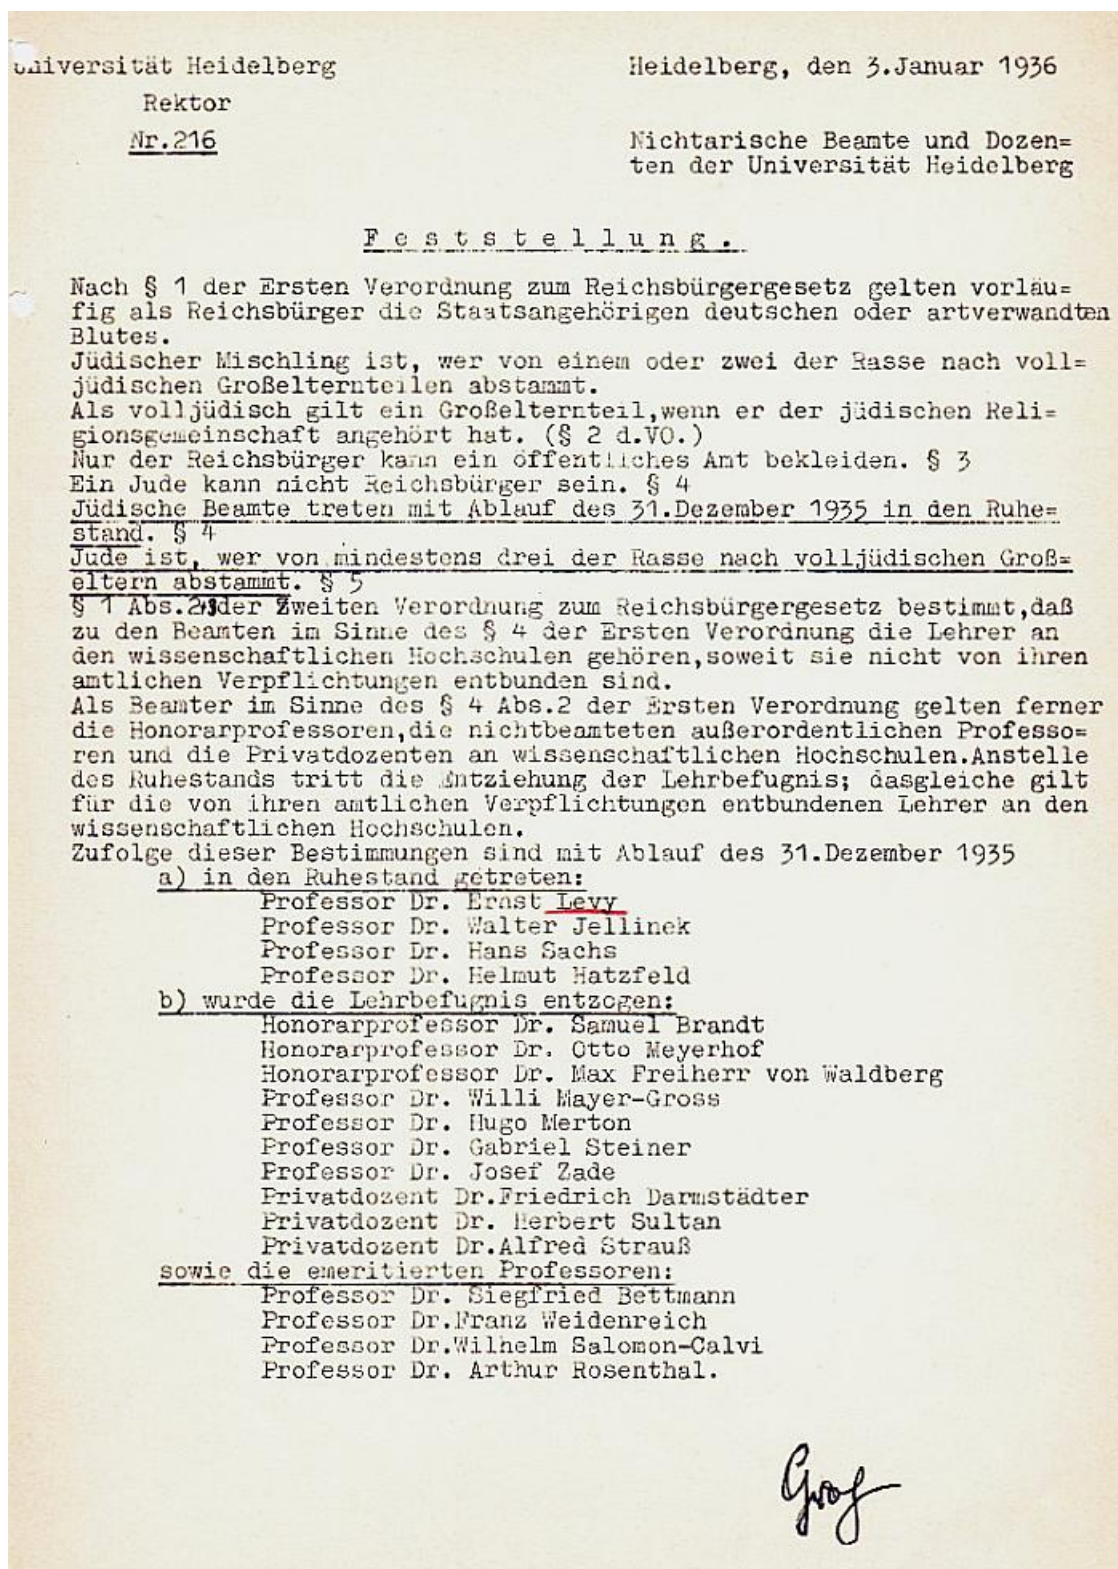 Universität Heidelberg
Heidelberg, den 3.Januar 1936
Rektor
Nr.216
Nichtarische Beamte und Dozen=
ten der Universität Heidelberg
F e s t s t e l l u n g .
Nach § 1 der Ersten Verordnung zum Reichsbürgergesetz gelten vorläu=
fig als Reichsbürger die Staatsangehörigen deutschen oder artverwandten
Blutes.
Jüdischer Mischling ist, wer von einem oder zwei der Rasse nach voll=
jüdischen Großelternteilen abstammt.
Als volljüdisch gilt ein Großelternteil,wenn er der jüdischen Reli=
gionsgemeinschaft angehört hat. (§ 2 d.VO.)
Nur der Reichsbürger kann ein öffentliches Amt bekleiden. § 3
Ein Jude kann nicht Reichsbürger sein. § 4
Jüdische Beamte treten mit Ablauf des 31.Dezember 1935 in den Ruhe=
stand. § 4
Jude ist, wer von mindestens drei der Rasse nach volljüdischen Groß=
eltern abstammt. § 5
§ 1 Abs.2 der Zweiten Verordnung zum Reichsbürgergesetz bestimmt,daß
zu den Beamten im Sinne des § 4 der Ersten Verordnung die Lehrer an
den wissenschaftlichen Hochschulen gehören,soweit sie nicht von ihren
amtlichen Verpflichtungen entbunden sind.
Als Beamter im Sinne des § 4 Abs.2 der Ersten Verordnung gelten ferner
die Honorarprofessoren,die nichtbeamteten außerordentlichen Professo=
ren und die Privatdozenten an wissenschaftlichen Hochschulen.Anstelle
des Ruhestands tritt die Entziehung der Lehrbefugnis; dasgleiche gilt
für die von ihren amtlichen Verpflichtungen entbundenen Lehrer an den
wissenschaftlichen Hochschulen.
Zufolge dieser Bestimmungen sind mit Ablauf des 31.Dezember 1935
a) in den Ruhestand getreten:
Professor Dr. Ernst Levy
Professor Dr. Walter Jellinek
Professor Dr. Hans Sachs
Professor Dr. Helmut Hatzfeld
b) wurde die Lehrbefugnis entzogen:
Honorarprofessor Dr. Samuel Brandt
Honorarprofessor Dr. Otto Meyerhof
Honorarprofessor Dr. Max Freiherr von Waldberg
Professor Dr. Willi Mayer-Gross
Professor Dr. Hugo Merton
Professor Dr. Gabriel Steiner
Professor Dr. Josef Zade
Privatdozent Dr.Friedrich Darmstädter
Privatdozent Dr. Herbert Sultan
Privatdozent Dr.Alfred Strauß
sowie die emeritierten Professoren:
Professor Dr. Siegfried Bettmann
Professor Dr.Franz Weidenreich
Professor Dr.Wilhelm Salomon-Calvi
Professor Dr. Arthur Rosenthal.